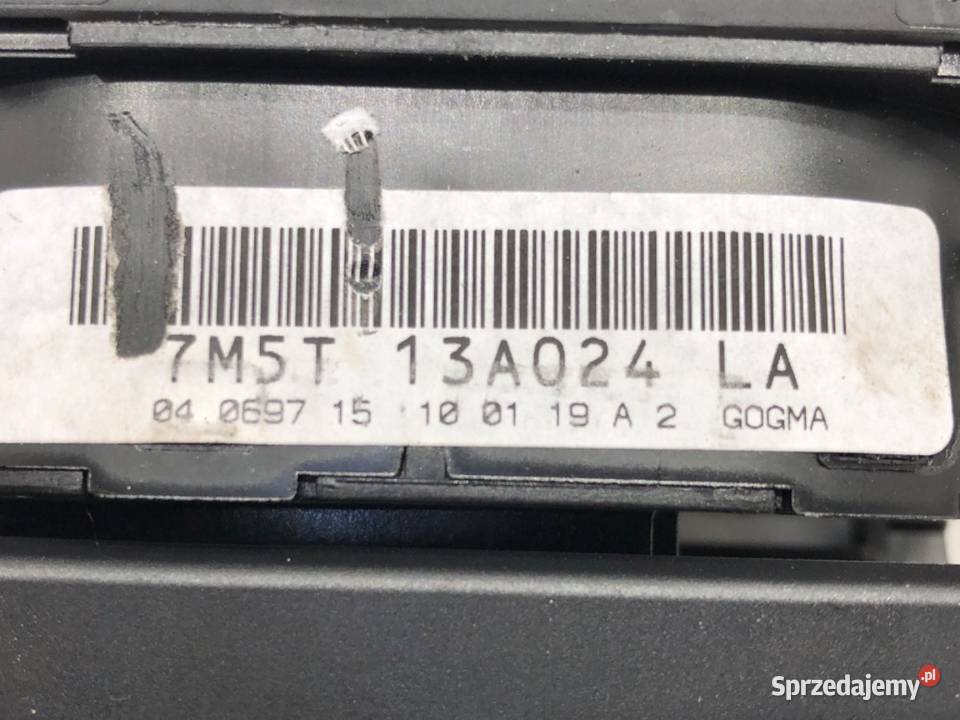 7M5T 13A024 LA
04 0697 15 10 01 19 A 2 GOGMA
Sprzedajemy.pl